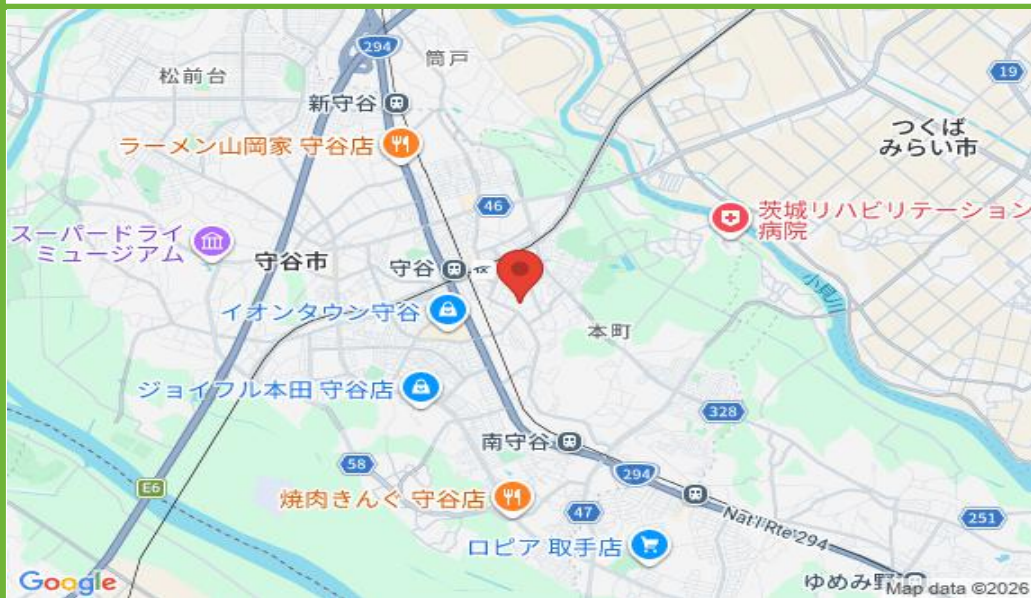 294
筒戸
松前台
19
新守谷
つくば
みらい市
ラーメン山岡家 守谷店
46
茨城リハビリテーション
病院
スーパードライ
ミュージアム
守谷市
守谷
小貝川
イオンタウン守谷
本町
ジョイフル本田 守谷店
328
南守谷
58
294
E6
焼肉きんぐ 守谷店
47
Nat'l Rte 294
251
ロピア 取手店
ゆめみ野
Google
Map data ©2026